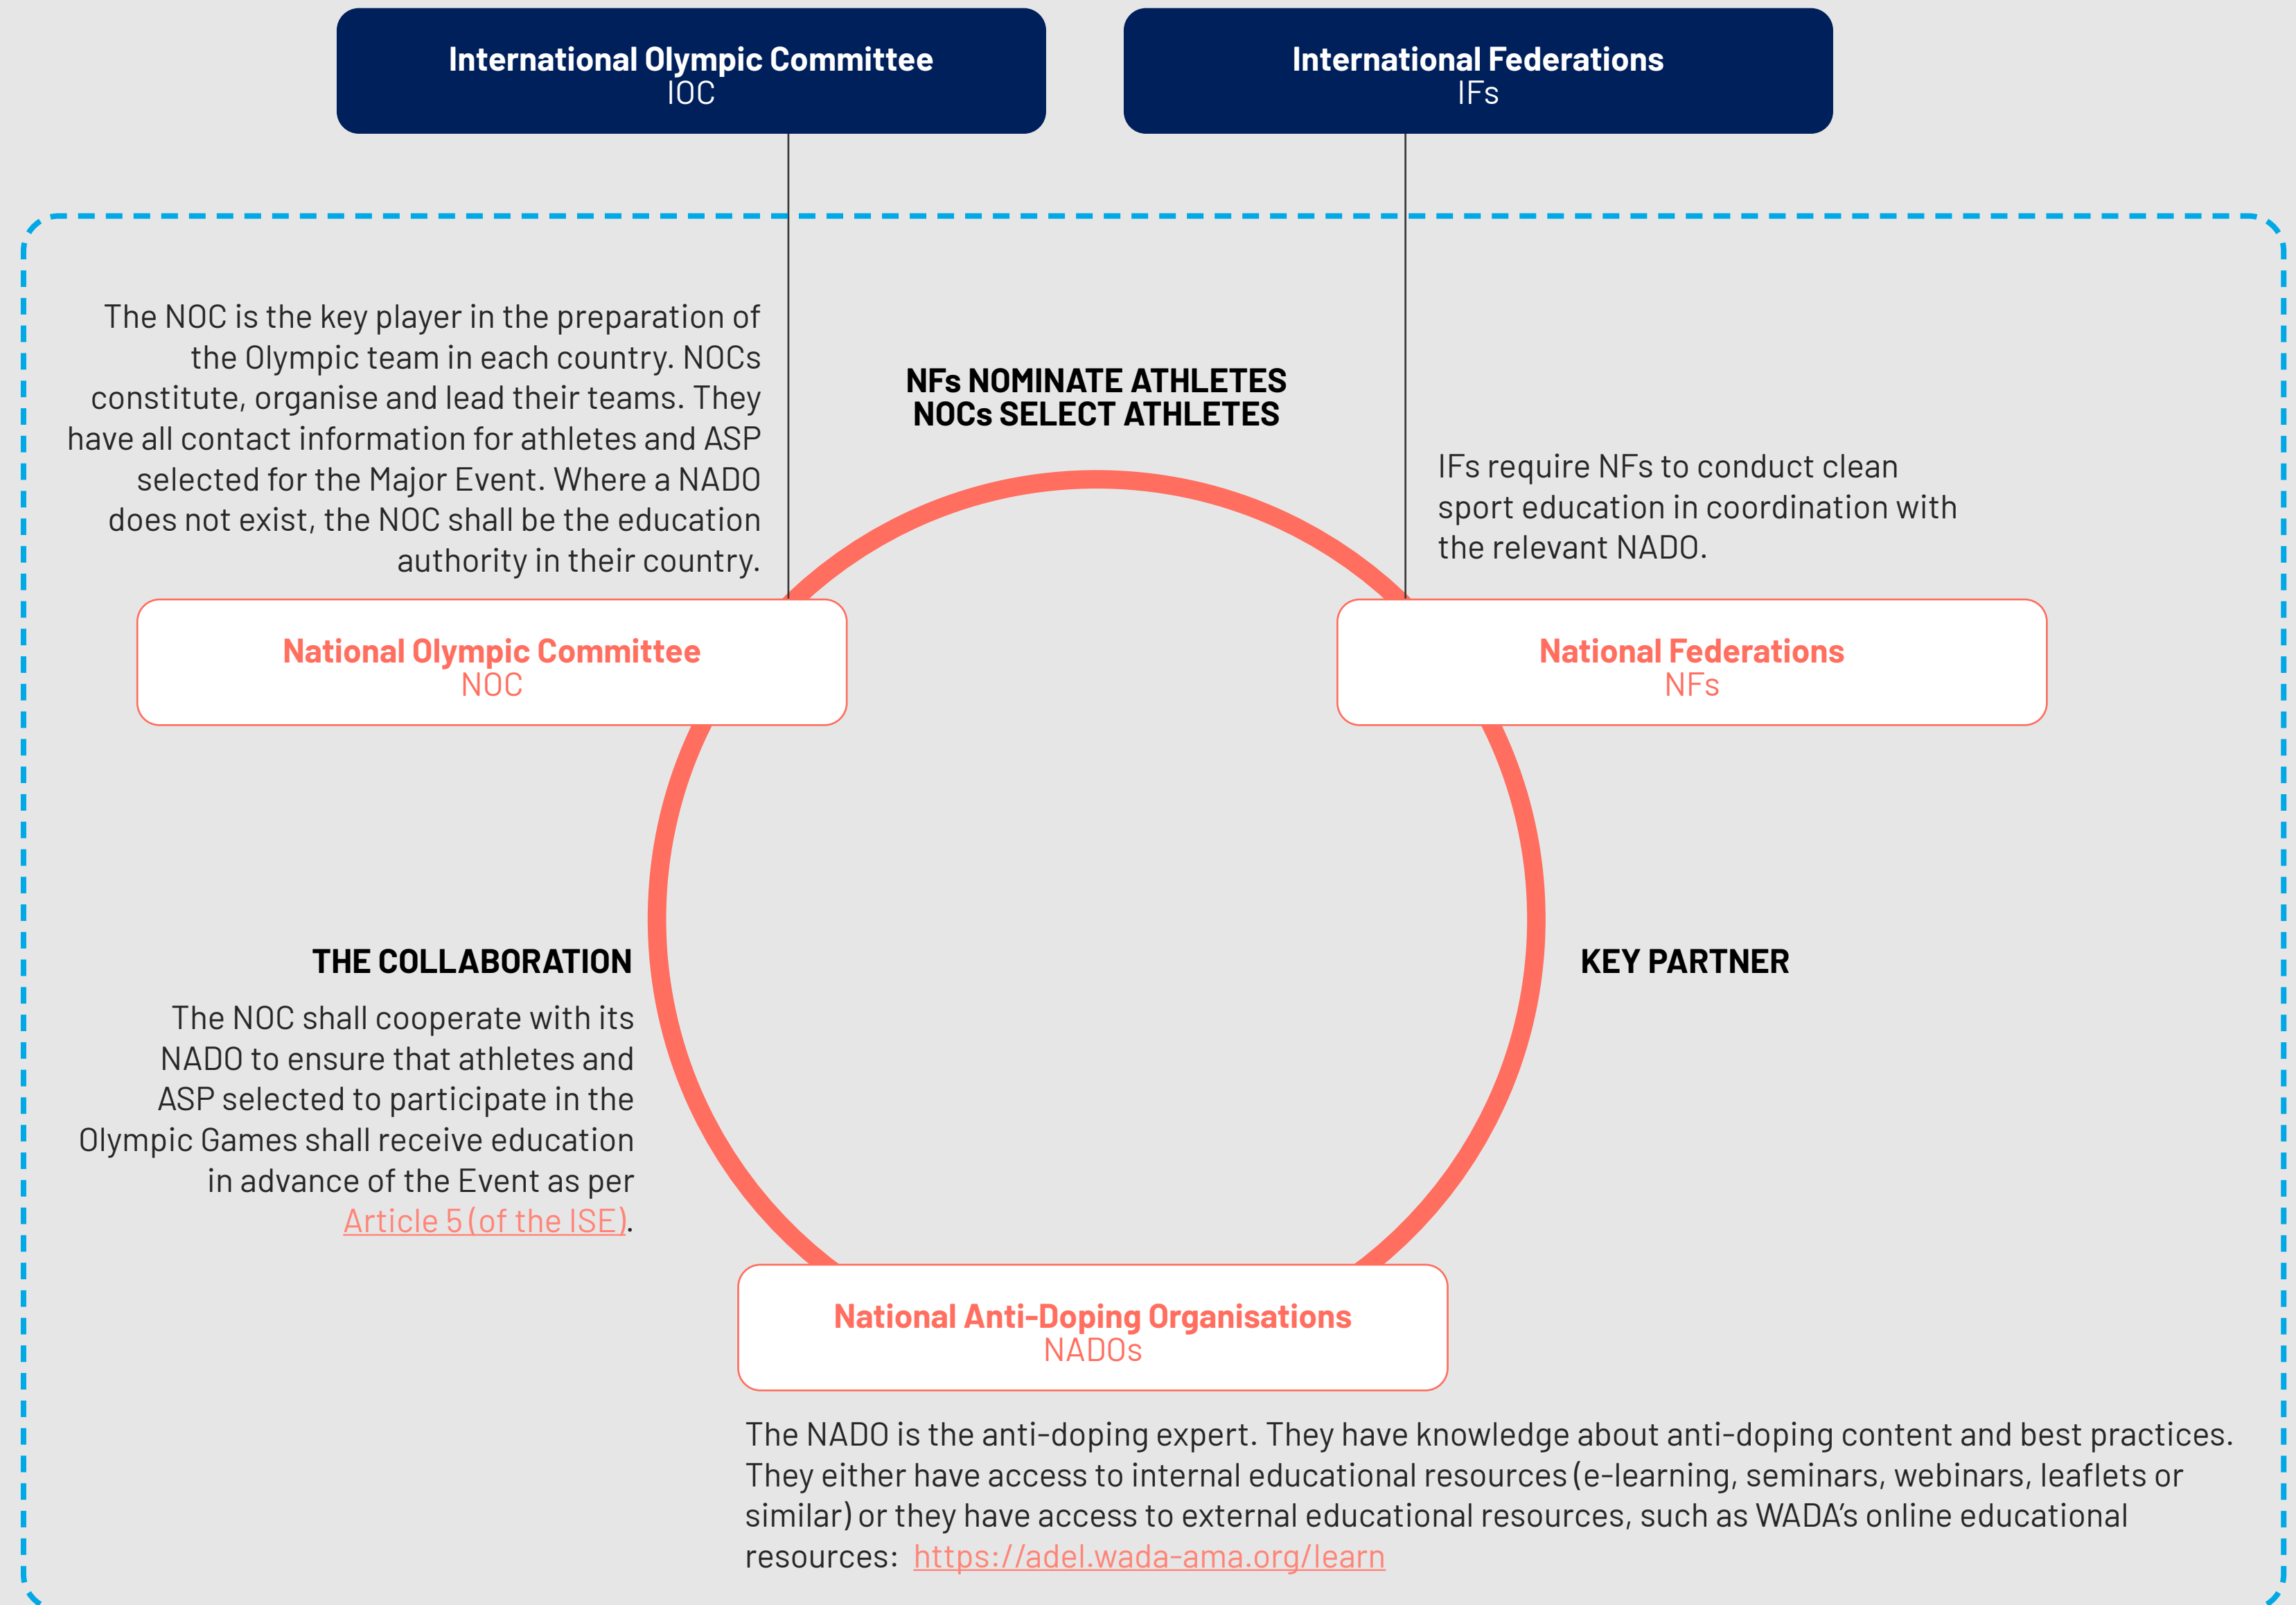 International Olympic Committee
IOC
International Federations
IFs
The NOC is the key player in the preparation of
the Olympic team in each country. NOCs
constitute, organise and lead their teams. They
have all contact information for athletes and ASP
selected for the Major Event. Where a NADO
does not exist, the NOC shall be the education
authority in their country.
NFs NOMINATE ATHLETES
NOCs SELECT ATHLETES
IFs require NFs to conduct clean
sport education in coordination with
the relevant NADO.
National Olympic Committee
NOC
National Federations
NFs
THE COLLABORATION
The NOC shall cooperate with its
NADO to ensure that athletes and
ASP selected to participate in the
Olympic Games shall receive education
in advance of the Event as per
Article 5 (of the ISE).
KEY PARTNER
National Anti-Doping Organisations
NADOs
The NADO is the anti-doping expert. They have knowledge about anti-doping content and best practices.
They either have access to internal educational resources (e-learning, seminars, webinars, leaflets or
similar) or they have access to external educational resources, such as WADA’s online educational
resources: https://adel.wada-ama.org/learn